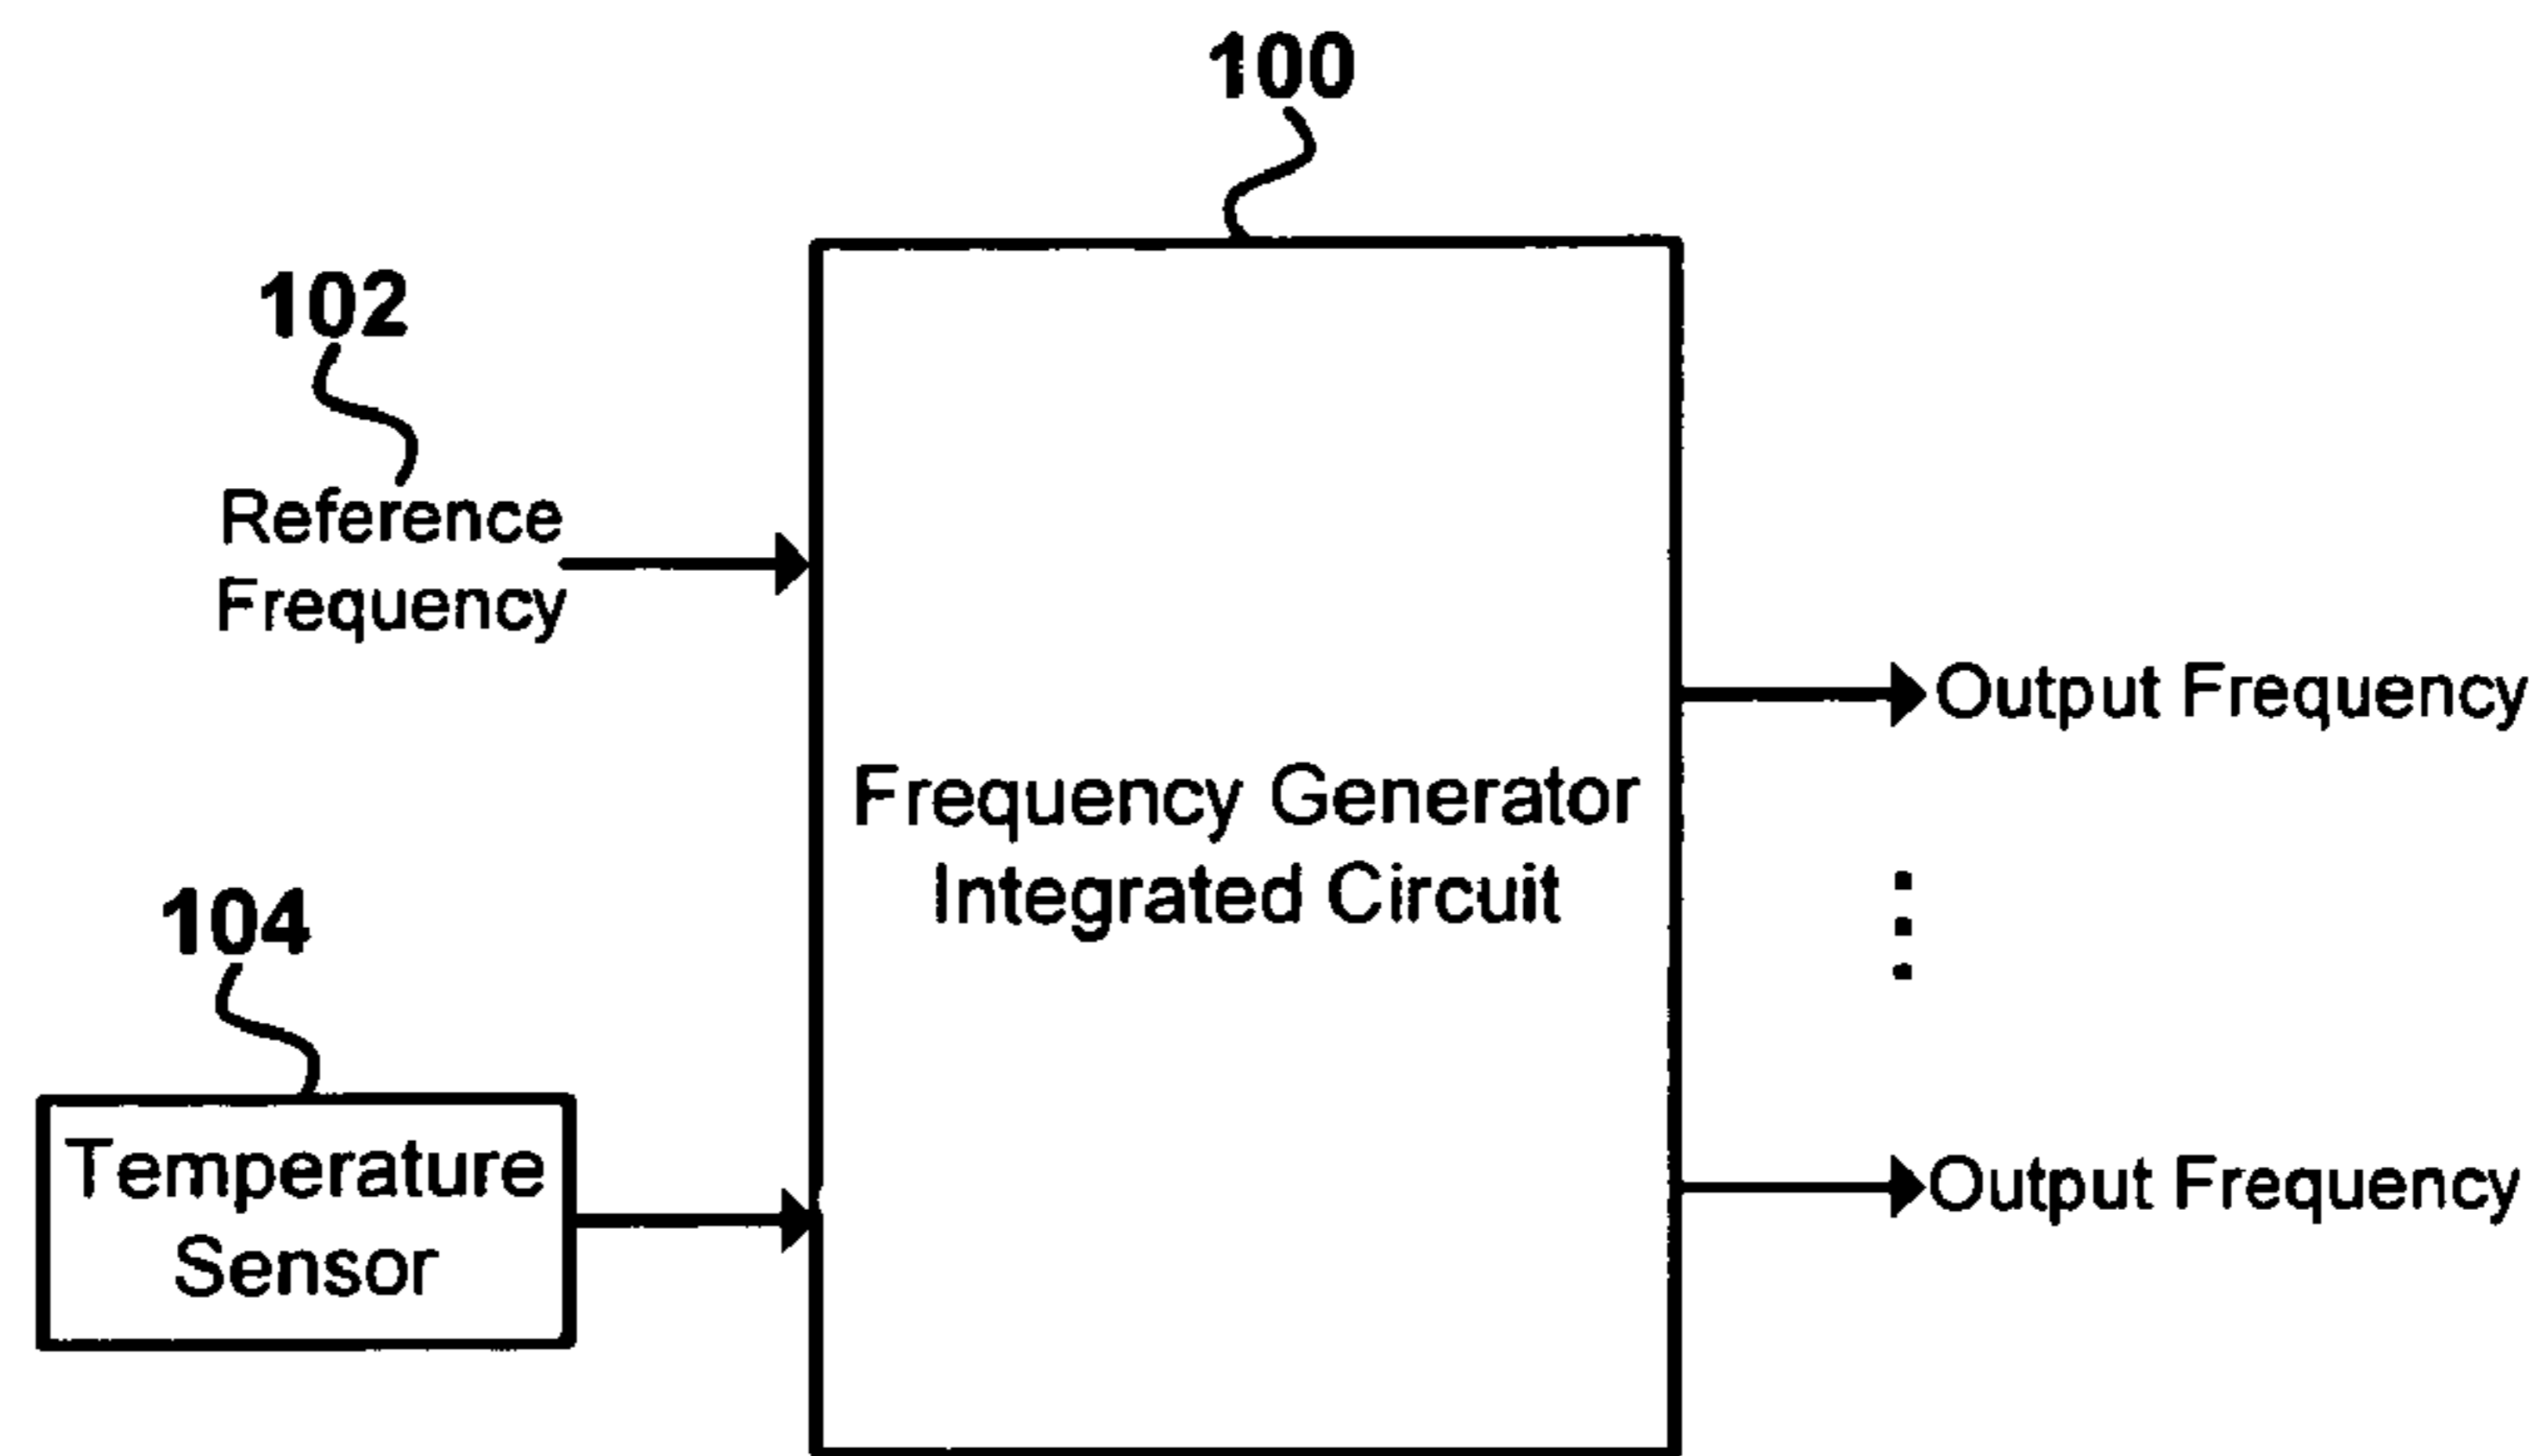 100
102
Reference
Frequency
Output Frequency
Frequency Generator
Integrated Circuit
104
Temperature
Sensor
Output Frequency